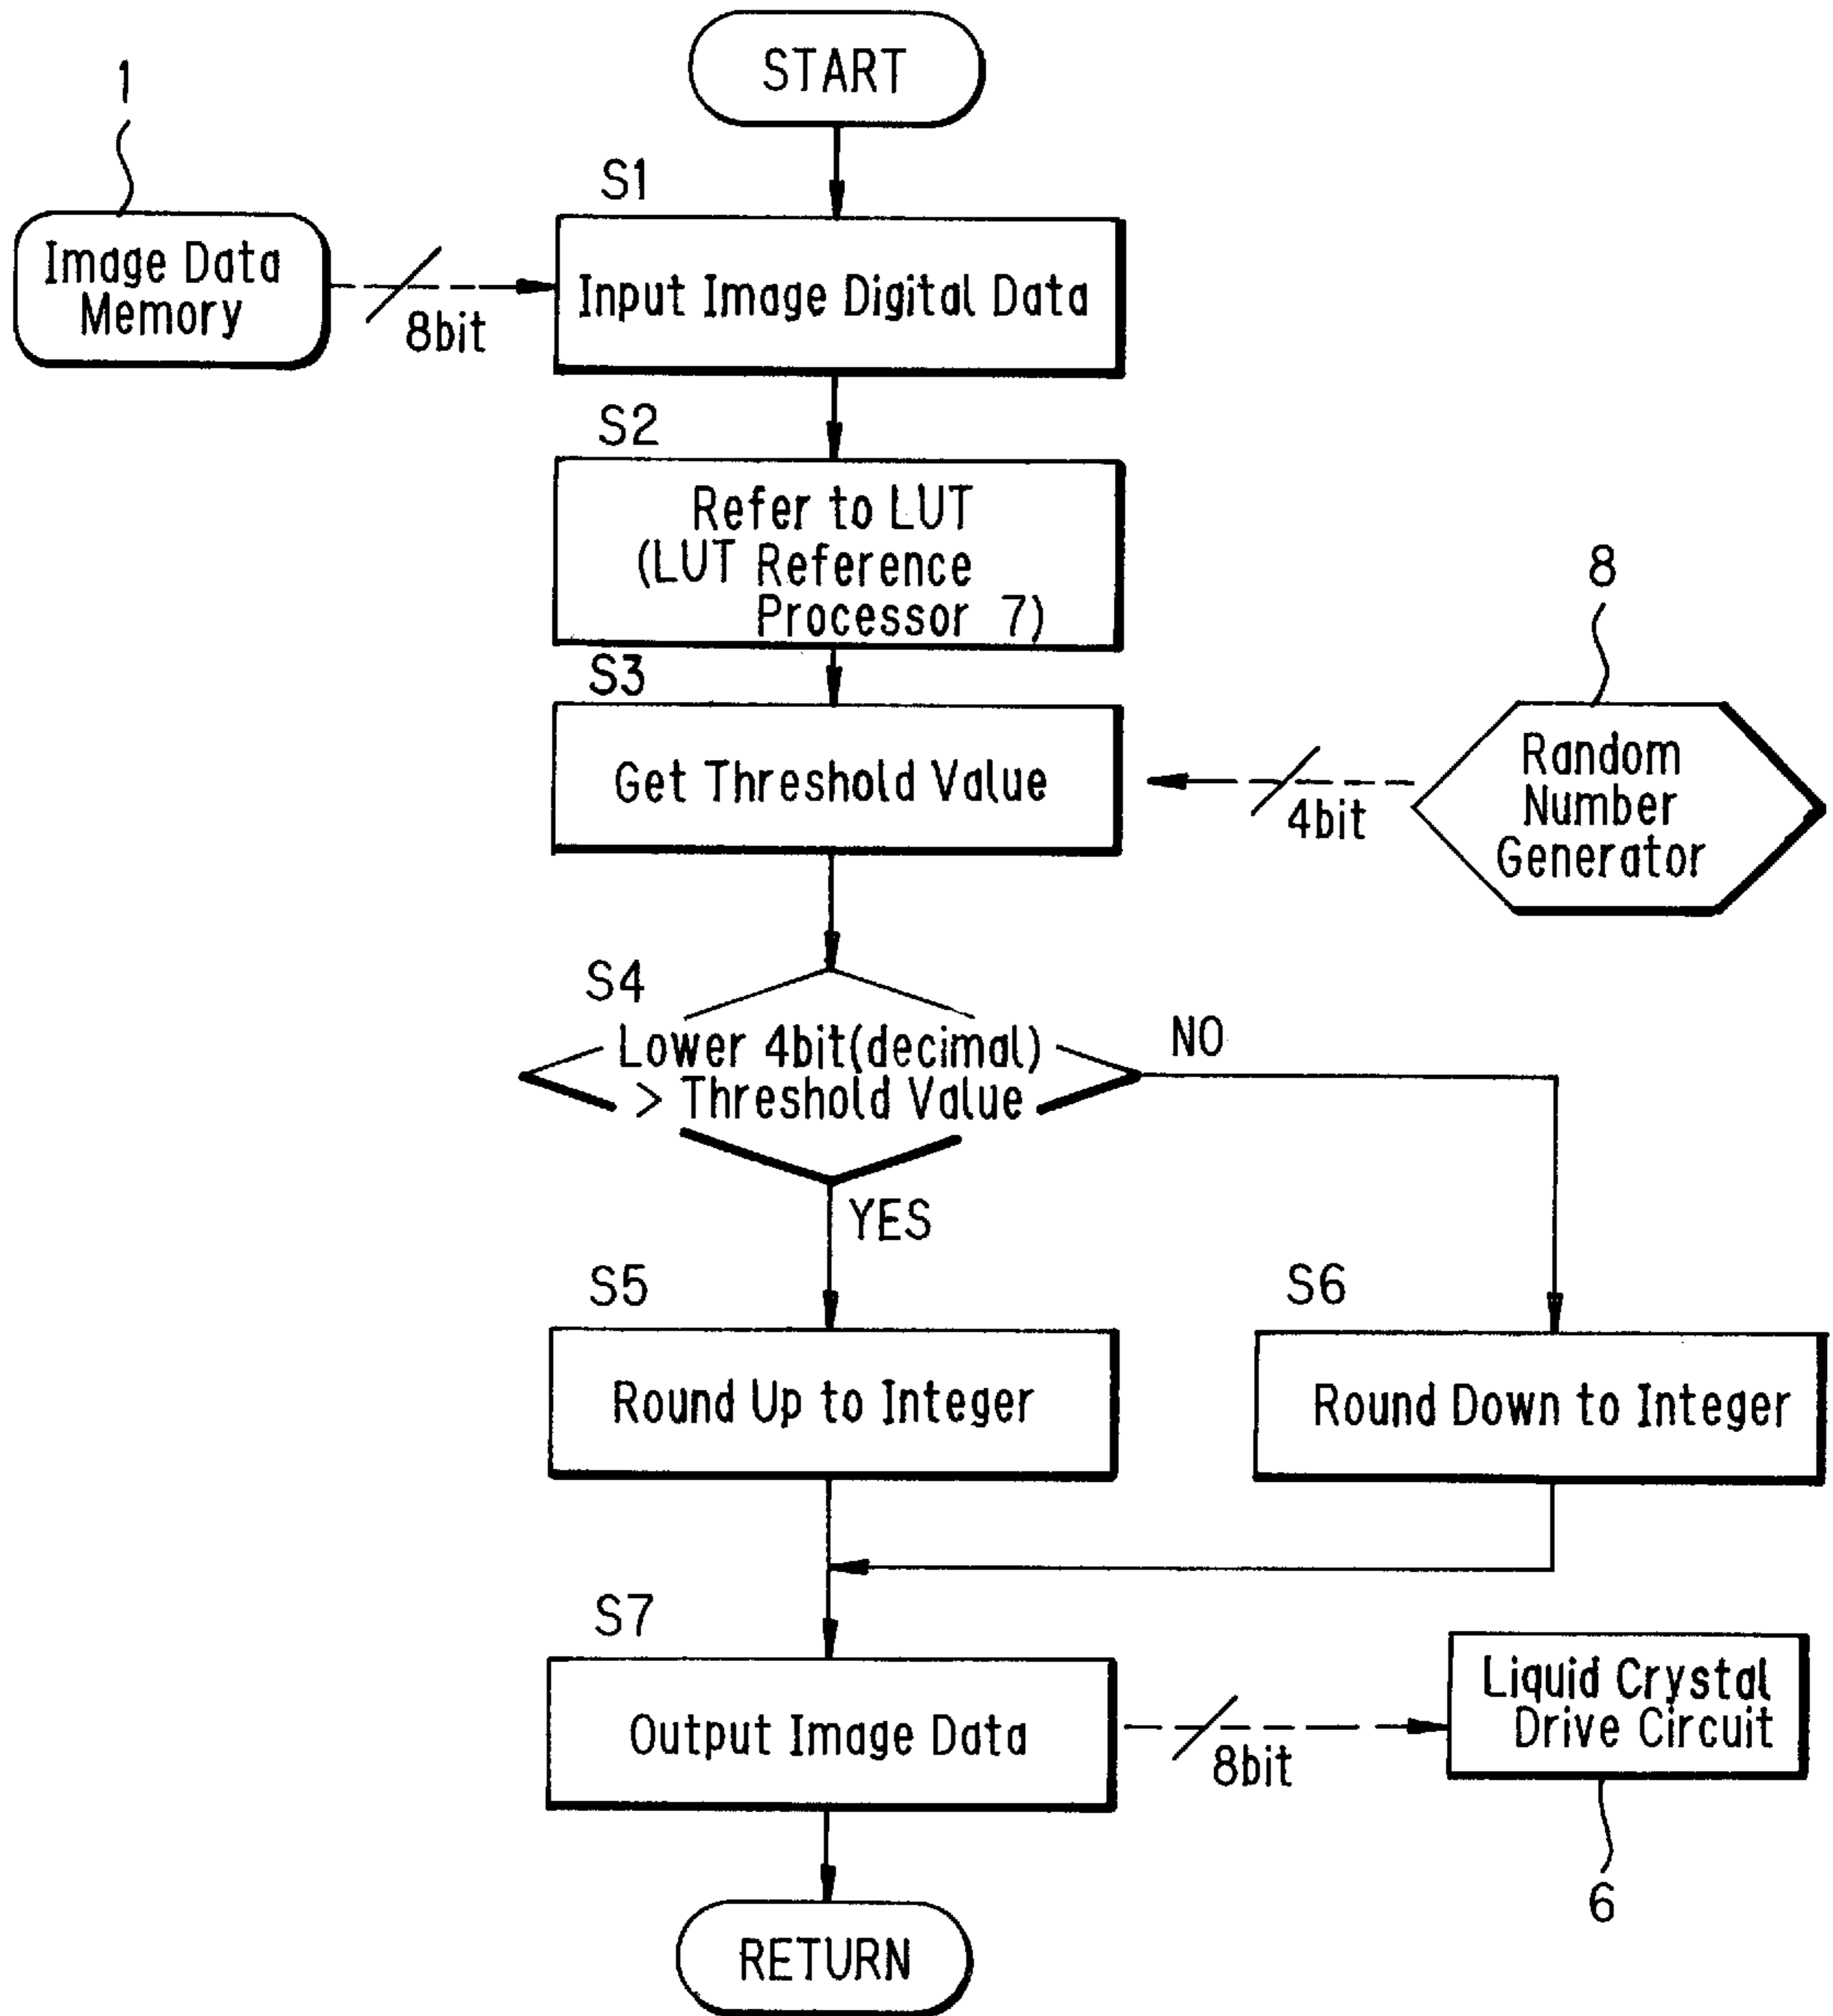 START
1
S1
Image Data
Memory
8bit
Input Image Digital Data
S2
Refer to LUT
(LUT Reference
Processor 7)
8
S3
Get Threshold Value
4bit
Random
Number
Generator
S4
Lower 4bit(decimal)
> Threshold Value
NO
YES
S5
S6
Round Up to Integer
Round Down to Integer
S7
Output Image Data
8bit
Liquid Crystal
Drive Circuit
6
RETURN